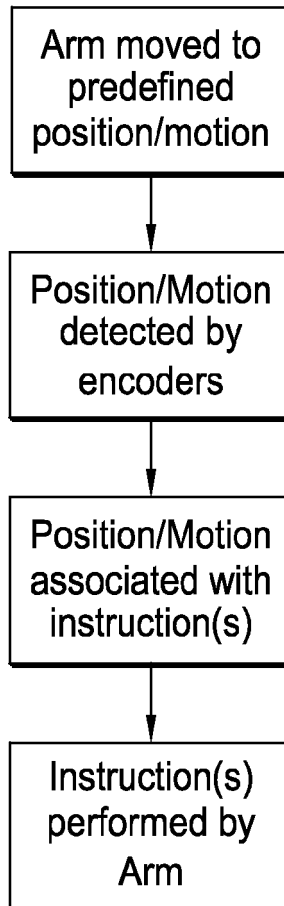 Arm moved to
predefined
position/motion
Position/Motion
detected by
encoders
Position/Motion
associated with
instruction(s)
Instruction(s)
performed by
Arm